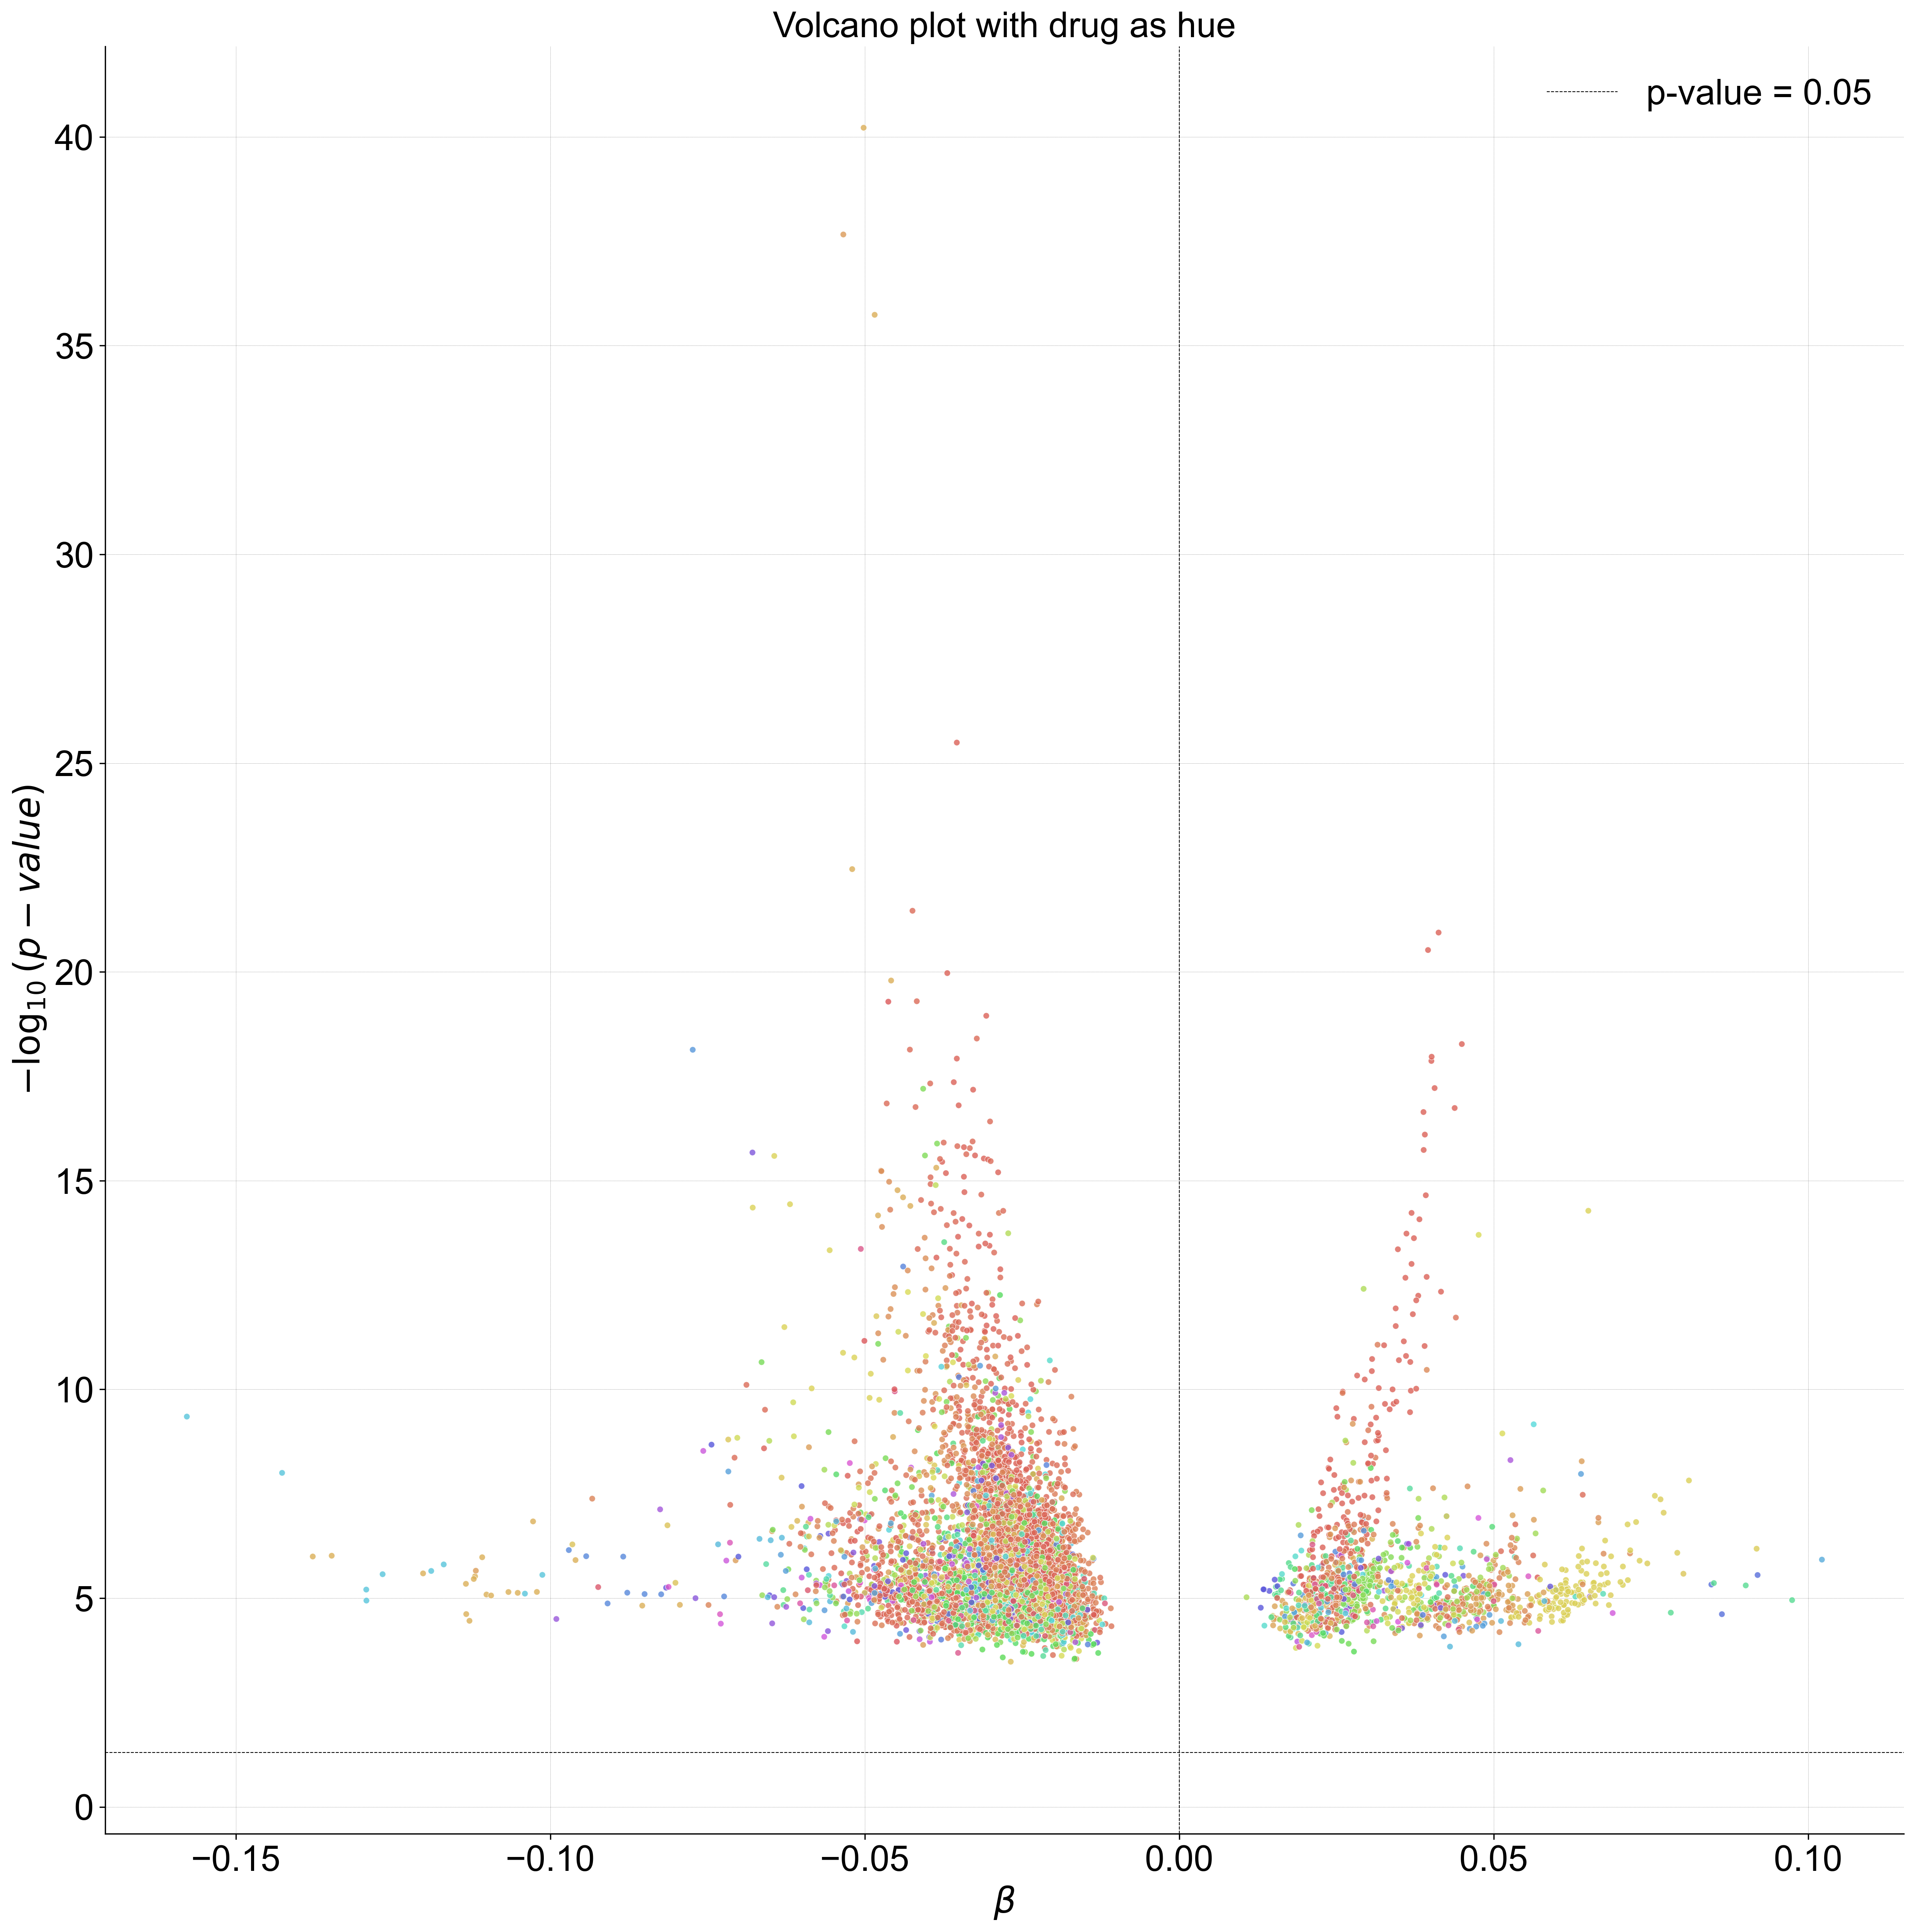 Volcano plot with drug as hue
p-value = 0.05
40
35
30
25
20
15
10
5
0
−log₁₀ (p − value)
−0.15 −0.10 −0.05 0.00 0.05 0.10
β